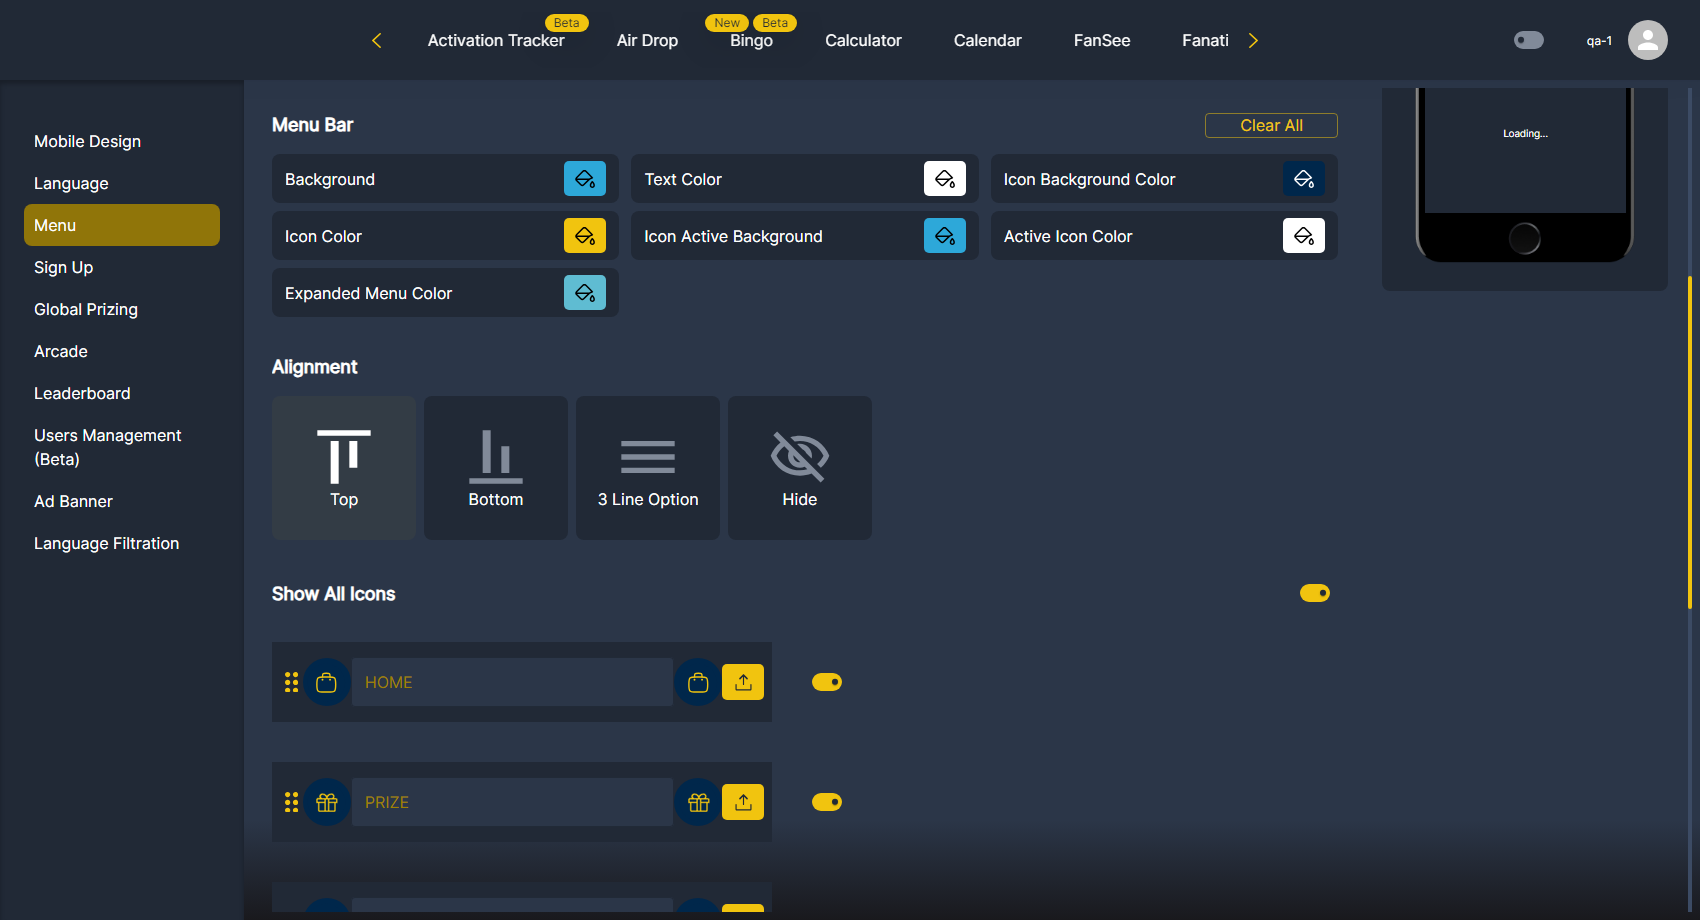 Beta
New
Beta
Activation Tracker
Air Drop
Bingo
Calculator
Calendar
FanSee
Fanati
qa-1
Mobile Design
Language
Menu
Sign Up
Global Prizing
Arcade
Leaderboard
Users Management
(Beta)
Ad Banner
Language Filtration
Menu Bar
Clear All
Background
Text Color
Icon Background Color
Icon Color
Icon Active Background
Active Icon Color
Expanded Menu Color
Alignment
Top
Bottom
3 Line Option
Hide
Show All Icons
HOME
PRIZE
Loading...